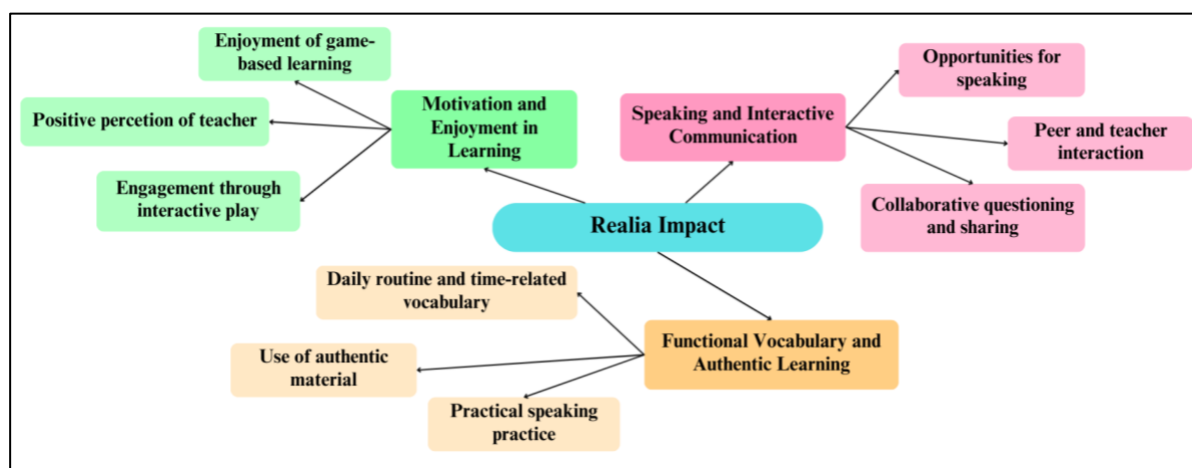 Enjoyment of game-
based learning
Positive percetion of teacher
Engagement through
interactive play
Motivation and
Enjoyment in
Learning
Speaking and Interactive
Communication
Opportunities for
speaking
Peer and teacher
interaction
Collaborative questioning
and sharing
Realia Impact
Daily routine and time-related
vocabulary
Use of authentic
material
Practical speaking
practice
Functional Vocabulary and
Authentic Learning